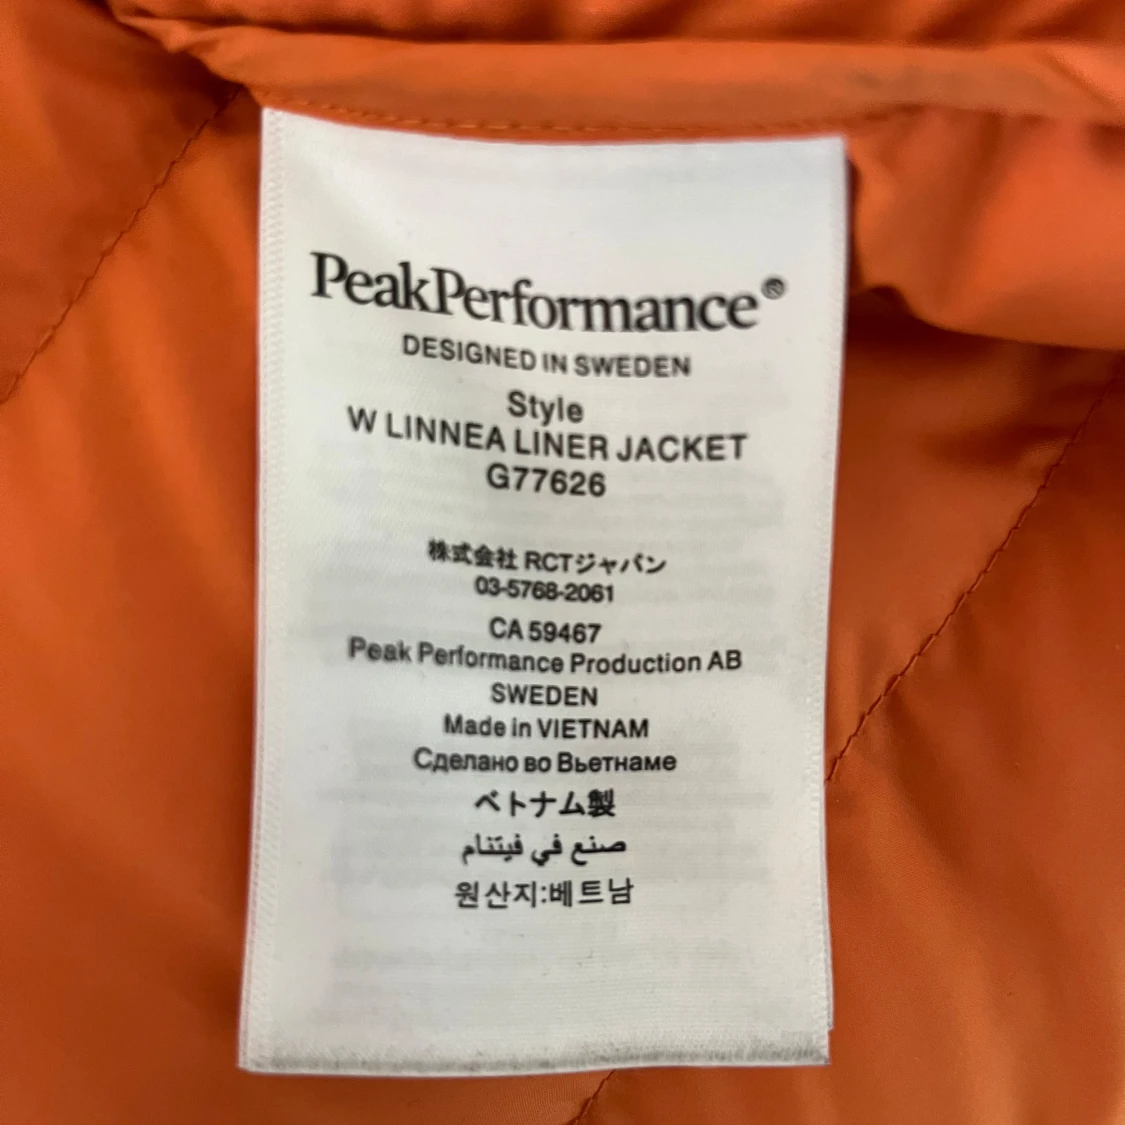 PeakPerformance®
DESIGNED IN SWEDEN
Style
W LINNEA LINER JACKET
G77626
株式会社 RCTジャパン
03-5768-2061
CA 59467
Peak Performance Production AB
SWEDEN
Made in VIETNAM
Сделано во Вьетнаме
ベトナム製
صنع في فيتنام
원산지:베트남